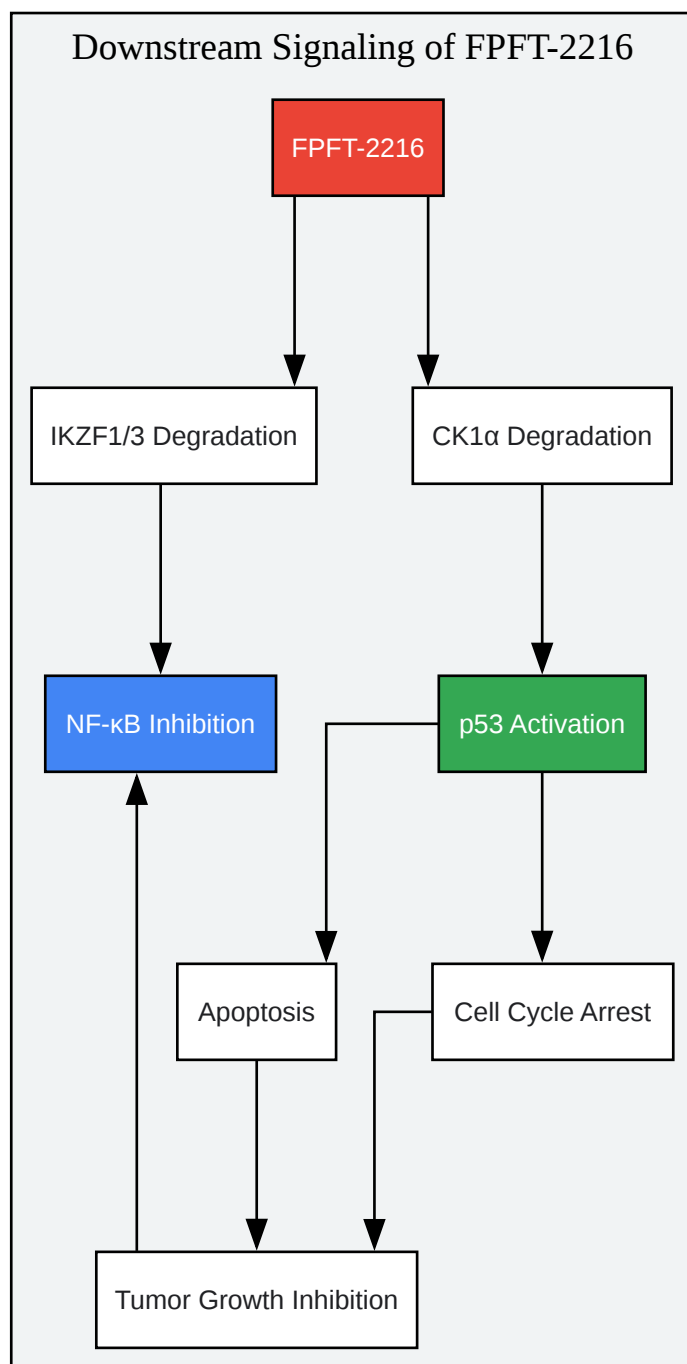 Downstream Signaling of FPFT-2216
FPFT-2216
IKZF1/3 Degradation
CK1α Degradation
NF-κB Inhibition
p53 Activation
Apoptosis
Cell Cycle Arrest
Tumor Growth Inhibition